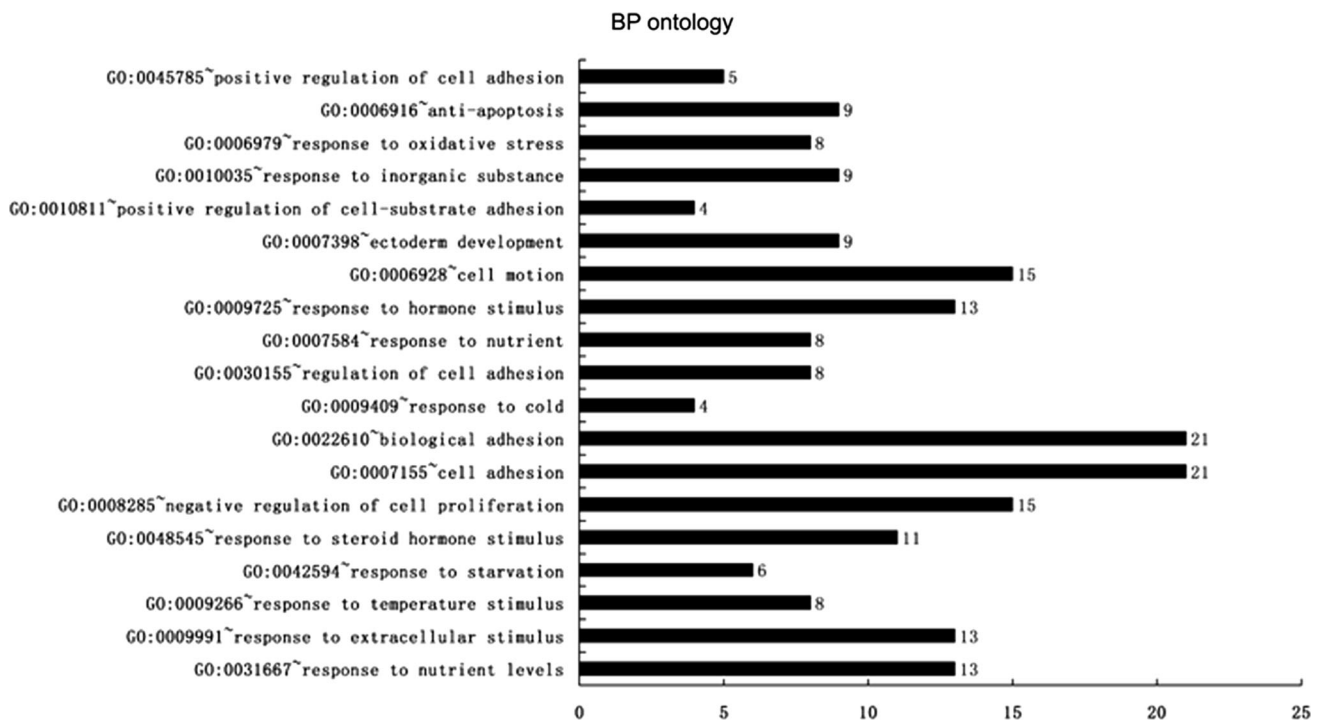 BP ontology
GO:0045785~positive regulation of cell adhesion 5
GO:0006916~anti-apoptosis 9
GO:0006979~response to oxidative stress 8
GO:0010035~response to inorganic substance 9
GO:0010811~positive regulation of cell-substrate adhesion 4
GO:0007398~ectoderm development 9
GO:0006928~cell motion 15
GO:0009725~response to hormone stimulus 13
GO:0007584~response to nutrient 8
GO:0030155~regulation of cell adhesion 8
GO:0009409~response to cold 4
GO:0022610~biological adhesion 21
GO:0007155~cell adhesion 21
GO:0008285~negative regulation of cell proliferation 15
GO:0048545~response to steroid hormone stimulus 11
GO:0042594~response to starvation 6
GO:0009266~response to temperature stimulus 8
GO:0009991~response to extracellular stimulus 13
GO:0031667~response to nutrient levels 13
0 5 10 15 20 25